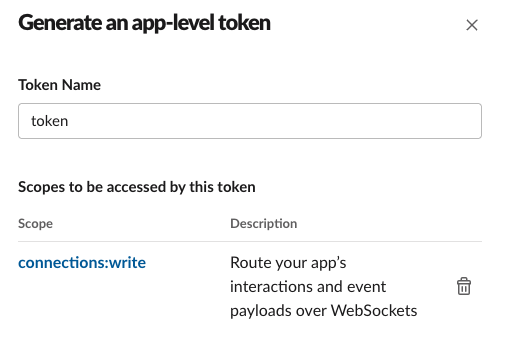 Generate an app-level token
Token Name
token
Scopes to be accessed by this token
Scope Description
connections:write Route your app’s
interactions and event
payloads over WebSockets